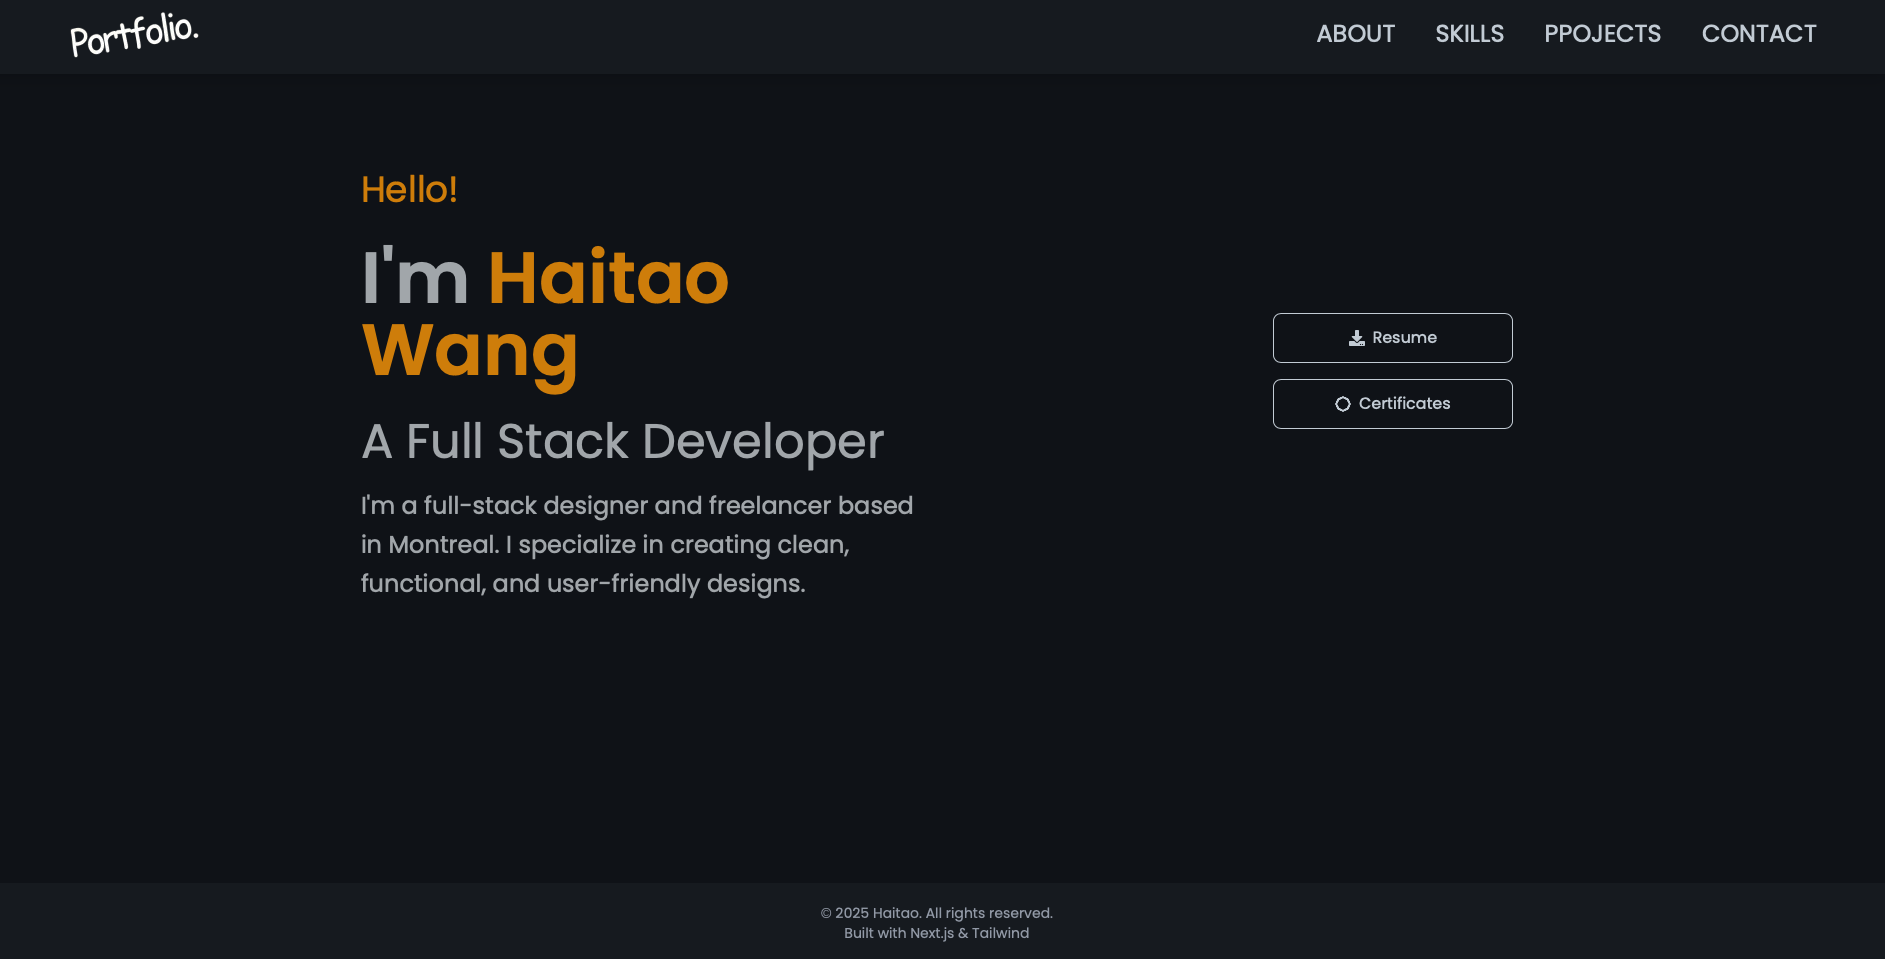 Portfolio.
ABOUT SKILLS PPOJECTS CONTACT
Hello!
I'm Haitao
Wang
A Full Stack Developer
I'm a full-stack designer and freelancer based
in Montreal. I specialize in creating clean,
functional, and user-friendly designs.
Resume
Certificates
© 2025 Haitao. All rights reserved.
Built with Next.js & Tailwind